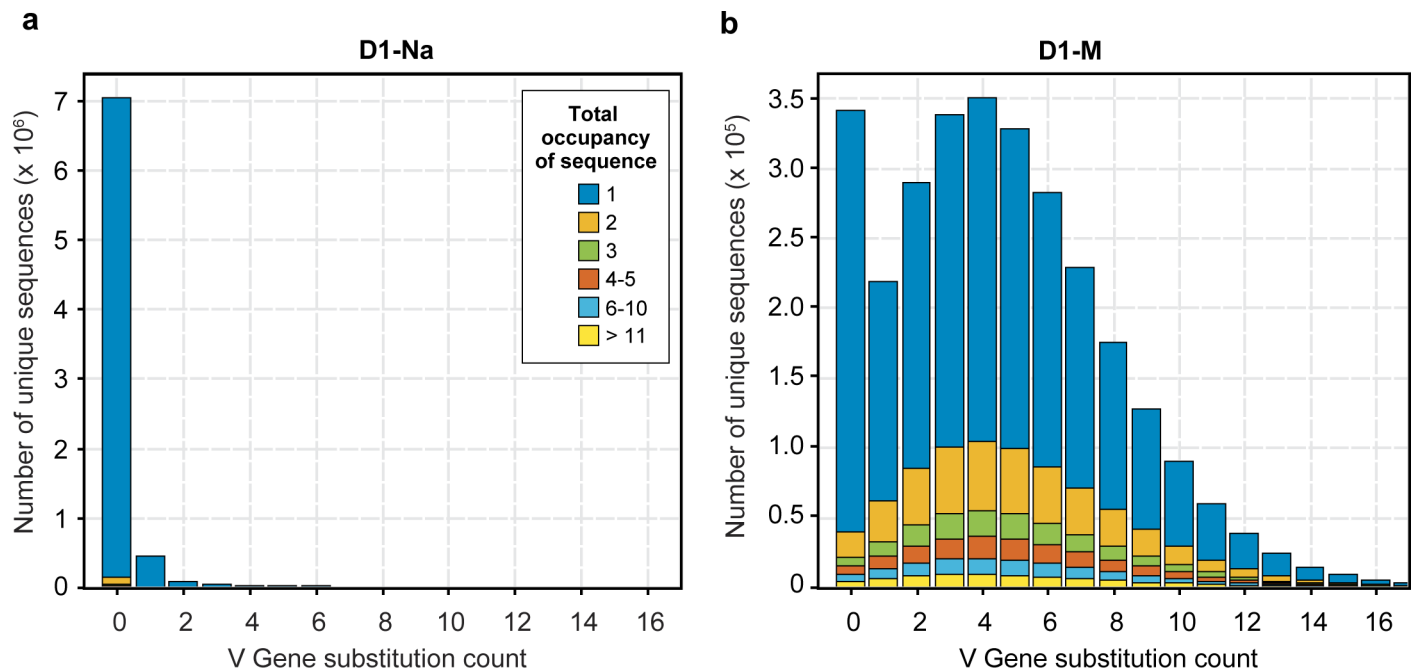 a
D1-Na
Number of unique sequences (x 10⁶)
7
6
5
4
3
2
1
0
0 2 4 6 8 10 12 14 16
V Gene substitution count
Total
occupancy
of sequence
1
2
3
4-5
6-10
> 11
b
D1-M
Number of unique sequences (x 10⁵)
3.5
3.0
2.5
2.0
1.5
1.0
0.5
0
0 2 4 6 8 10 12 14 16
V Gene substitution count